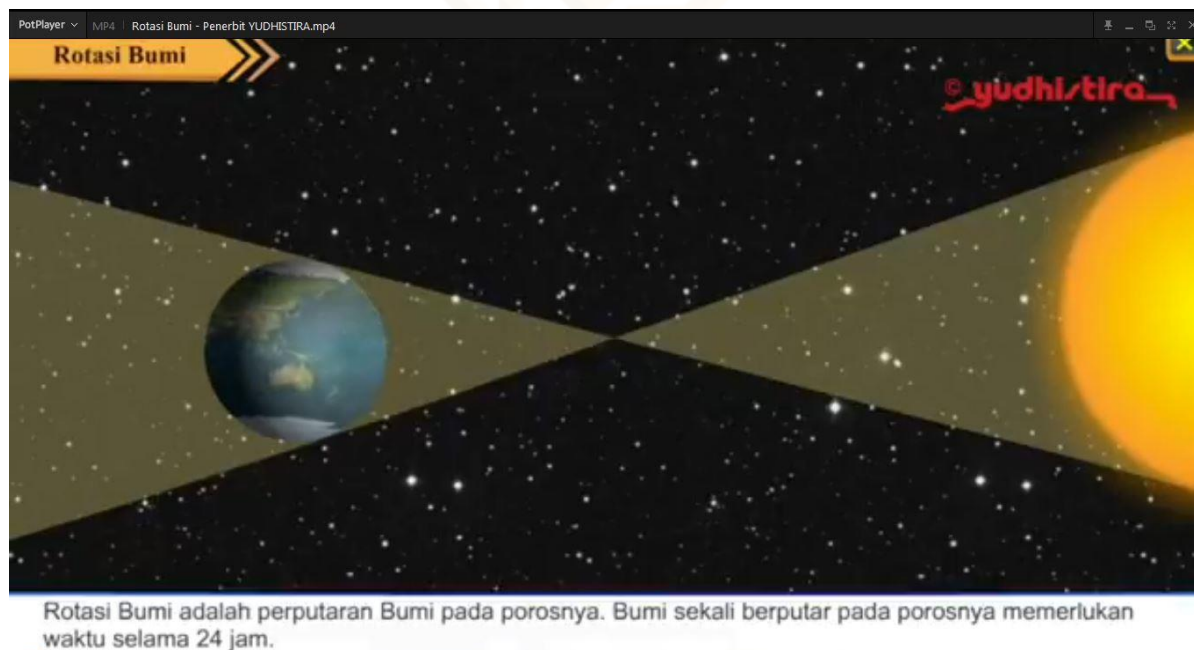 PotPlayer MP4 Rotasi Bumi - Penerbit YUDHISTIRA.mp4
Rotasi Bumi
© yudhistira
Rotasi Bumi adalah perputaran Bumi pada porosnya. Bumi sekali berputar pada porosnya memerlukan
waktu selama 24 jam.